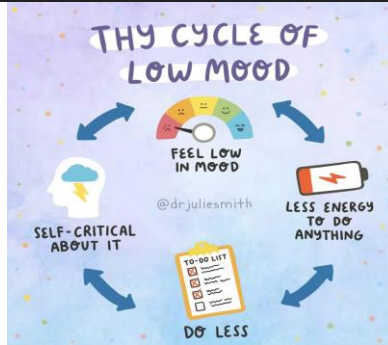 THY CYCLE OF
LOW MOOD
FEEL LOW
IN MOOD
@drjuliesmith
LESS ENERGY
TO DO
ANYTHING
SELF-CRITICAL
ABOUT IT
TO-DO LIST
DO LESS